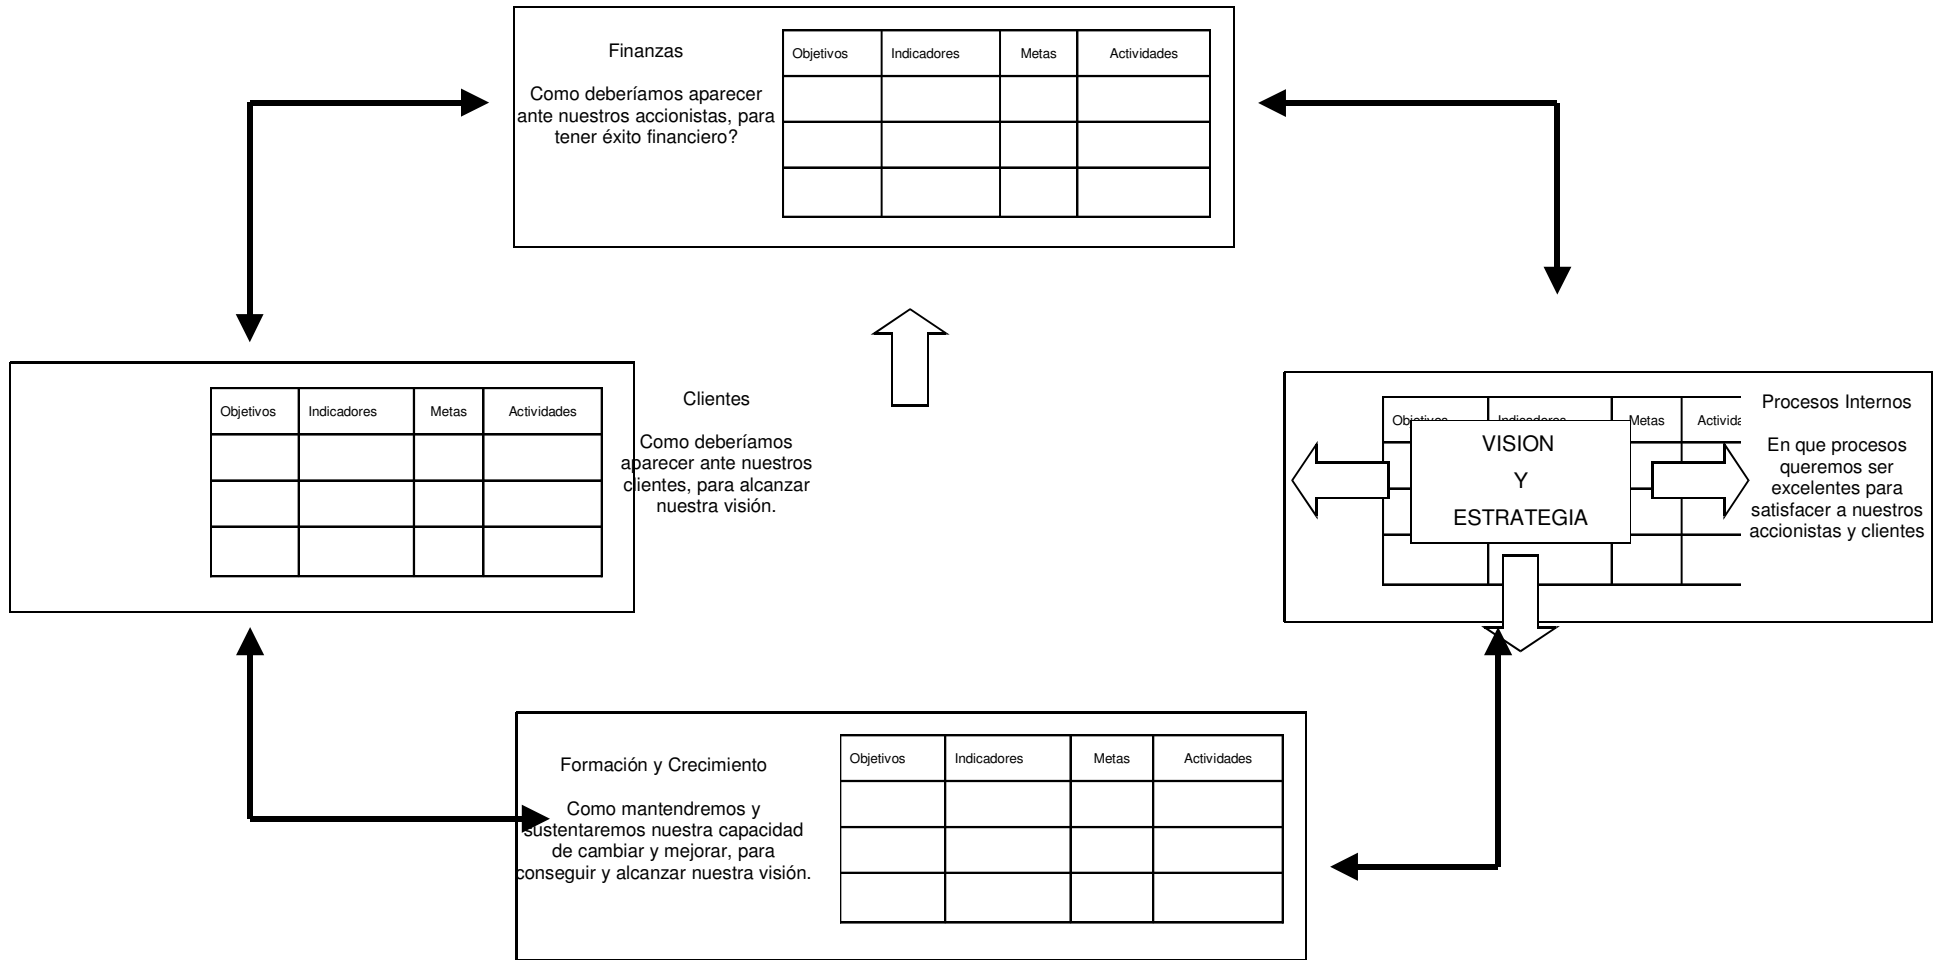 Finanzas
Como deberíamos aparecer
ante nuestros accionistas, para
tener éxito financiero?
Objetivos Indicadores Metas Actividades
Objetivos Indicadores Metas Actividades
Clientes
Como deberíamos
aparecer ante nuestros
clientes, para alcanzar
nuestra visión.
Objetivos Indicadores Metas Activida
VISION
Y
ESTRATEGIA
Procesos Internos
En que procesos
queremos ser
excelentes para
satisfacer a nuestros
accionistas y clientes
Formación y Crecimiento
Como mantendremos y
sustentaremos nuestra capacidad
de cambiar y mejorar, para
conseguir y alcanzar nuestra visión.
Objetivos Indicadores Metas Actividades